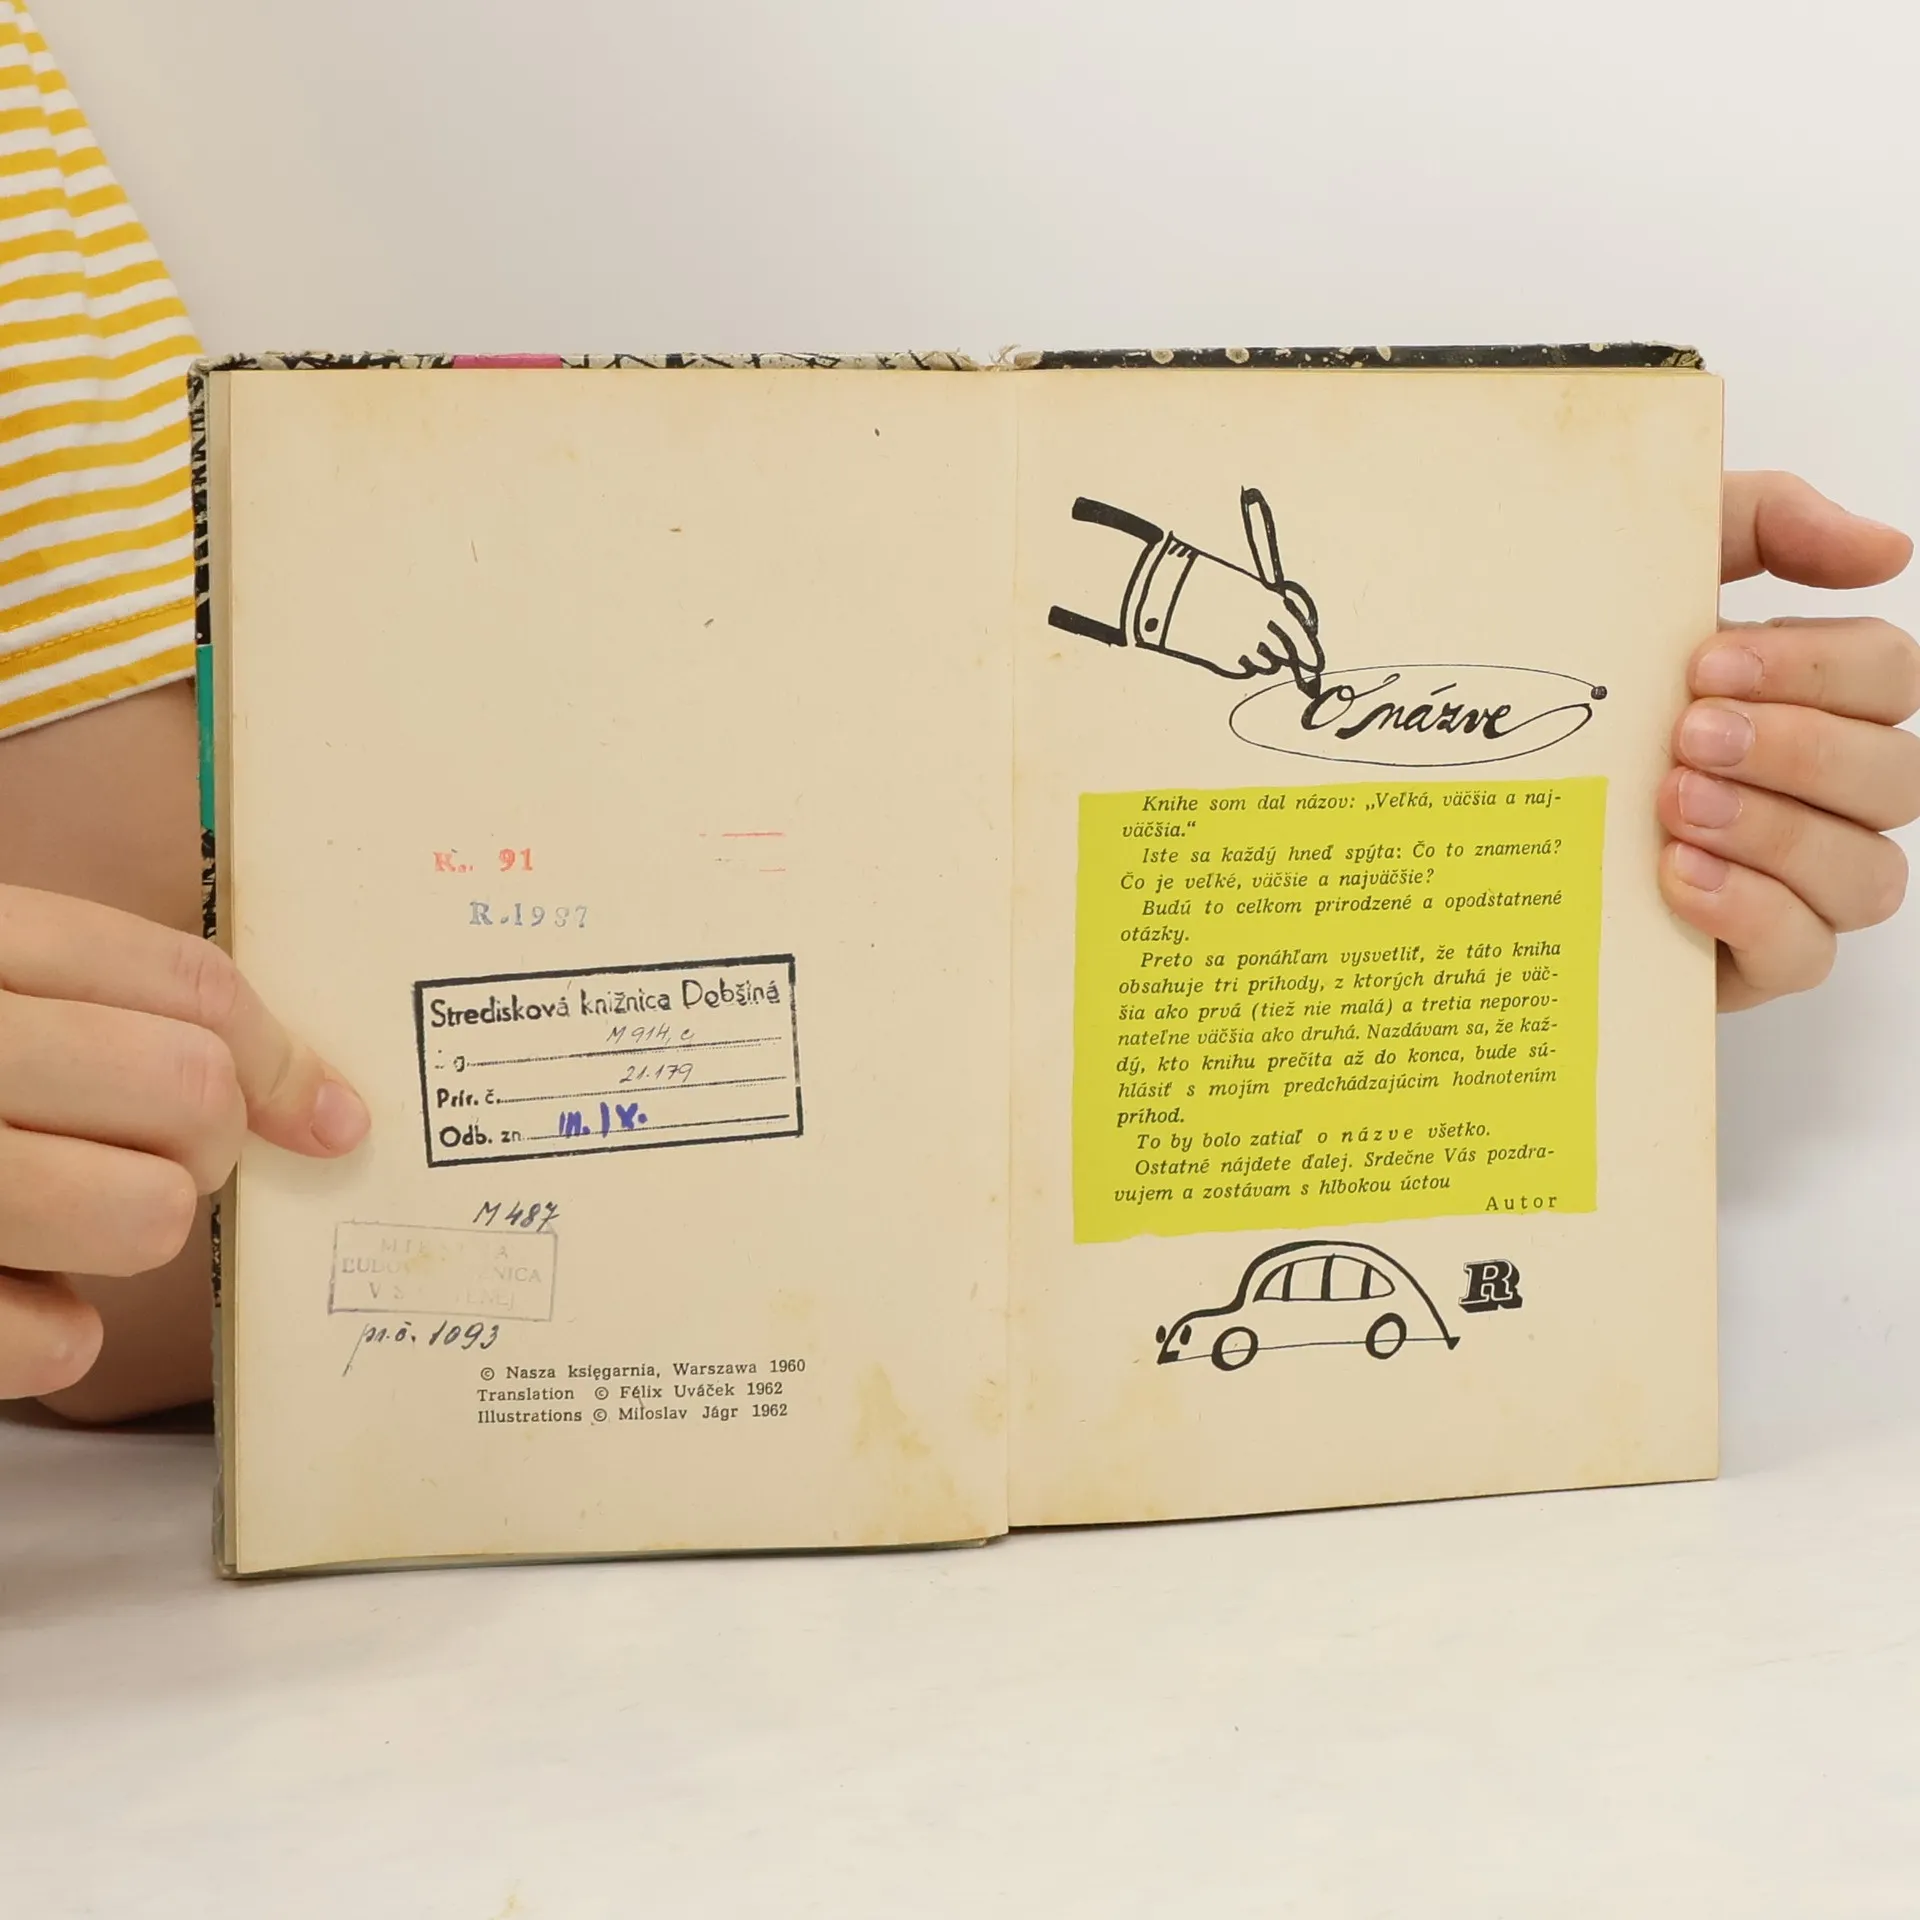 R.. 91
R.1987
Stredisková knižnica Dobšiná
M 914, c
21.179
Prír. č.
Odb. zn.
M 487
pr.č. 1093
© Nasza księgarnia, Warszawa 1960
Translation © Félix Uváček 1962
Illustrations © Miloslav Jágr 1962
O názve
Knihe som dal názov: „Veľká, väčšia a naj-
väčšia.“
Iste sa každý hneď spýta: Čo to znamená?
Čo je veľké, väčšie a najväčšie?
Budú to celkom prirodzené a opodstatnené
otázky.
Preto sa ponáhľam vysvetliť, že táto kniha
obsahuje tri príhody, z ktorých druhá je väč-
šia ako prvá (tiež nie malá) a tretia neporov-
nateľne väčšia ako druhá. Nazdávam sa, že kaž-
dý, kto knihu prečíta až do konca, bude sú-
hlásiť s mojím predchádzajúcim hodnotením
príhod.
To by bolo zatiaľ o názve všetko.
Ostatné nájdete ďalej. Srdečne Vás pozdra-
vujem a zostávam s hlbokou úctou
Autor
R